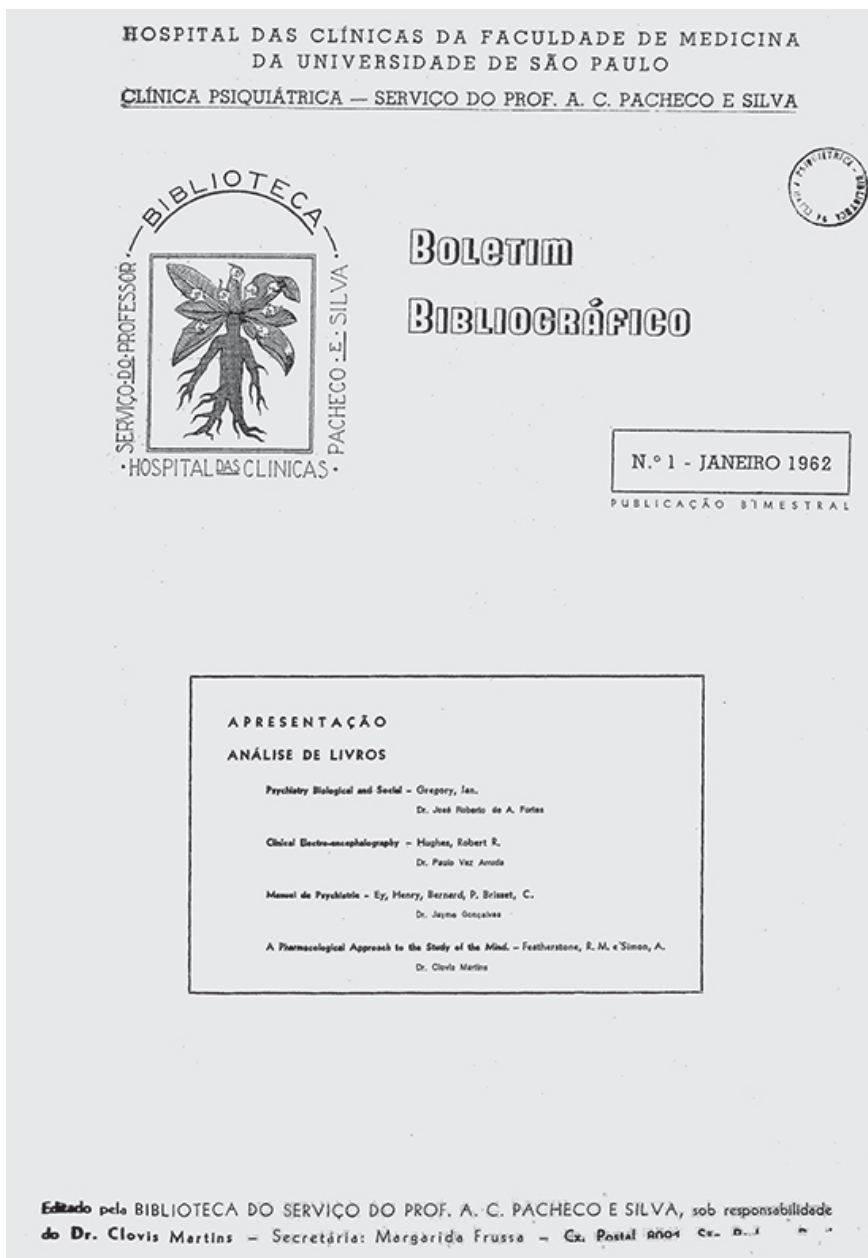 HOSPITAL DAS CLÍNICAS DA FACULDADE DE MEDICINA
DA UNIVERSIDADE DE SÃO PAULO
CLÍNICA PSIQUIÁTRICA — SERVIÇO DO PROF. A. C. PACHECO E SILVA
BIBLIOTECA
SERVIÇO·DO·PROFESSOR
PACHECO·E·SILVA
·HOSPITAL DAS CLINICAS·
BOLETIM
BIBLIOGRÁFICO
N.º 1 - JANEIRO 1962
PUBLICAÇÃO BIMESTRAL
APRESENTAÇÃO
ANÁLISE DE LIVROS
Psychiatry Biological and Social – Gregory, Ian.
Dr. José Roberto de A. Fortes
Clinical Electro-encephalography – Hughes, Robert R.
Dr. Paulo Vaz Arruda
Manuel de Psychiatrie – Ey, Henry, Bernard, P. Brisset, C.
Dr. Jayme Gonçalves
A Pharmacological Approach to the Study of the Mind. – Featherstone, R. M. e Simon, A.
Dr. Clovis Martins
Editado pela BIBLIOTECA DO SERVIÇO DO PROF. A. C. PACHECO E SILVA, sob responsabilidade
do Dr. Clovis Martins – Secretária: Margarida Frussa – Cx. Postal